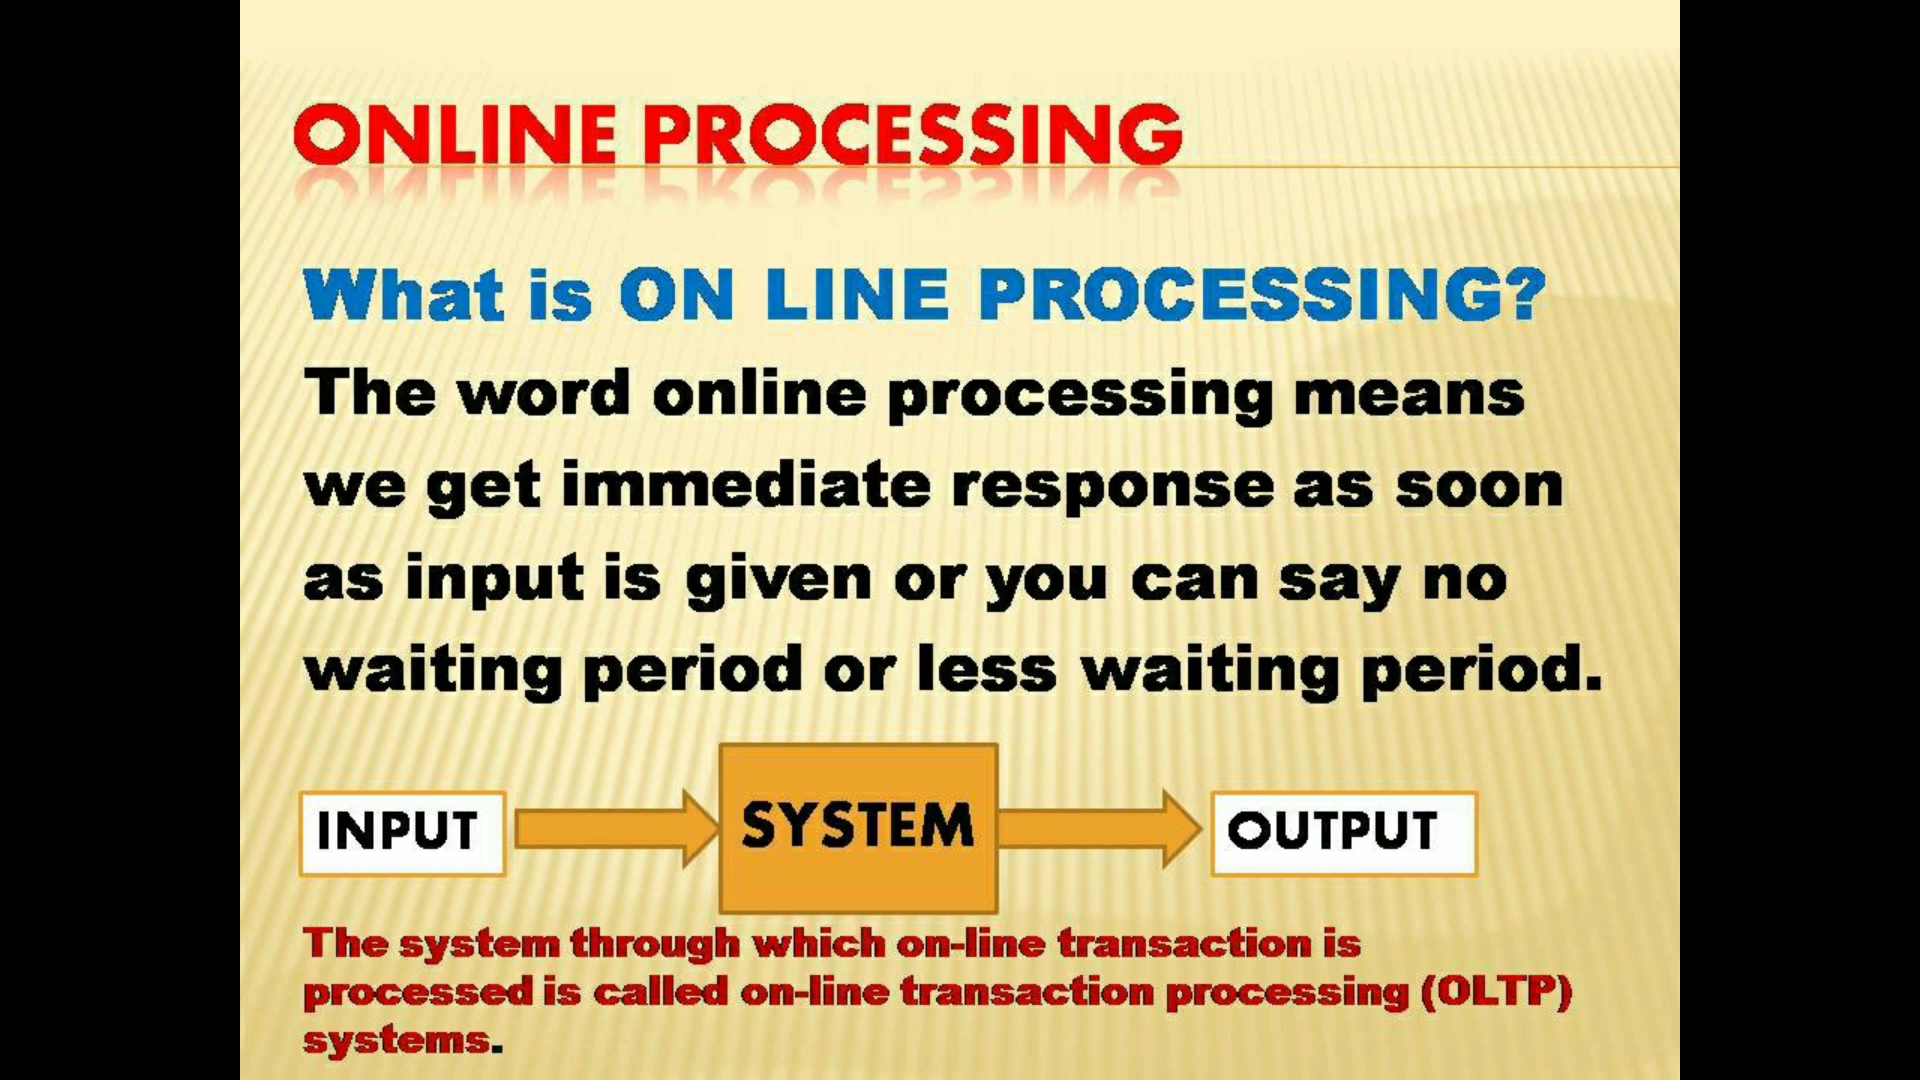 ONLINE PROCESSING
What is ON LINE PROCESSING?
The word online processing means
we get immediate response as soon
as input is given or you can say no
waiting period or less waiting period.
INPUT
SYSTEM
OUTPUT
The system through which on-line transaction is
processed is called on-line transaction processing (OLTP)
systems.